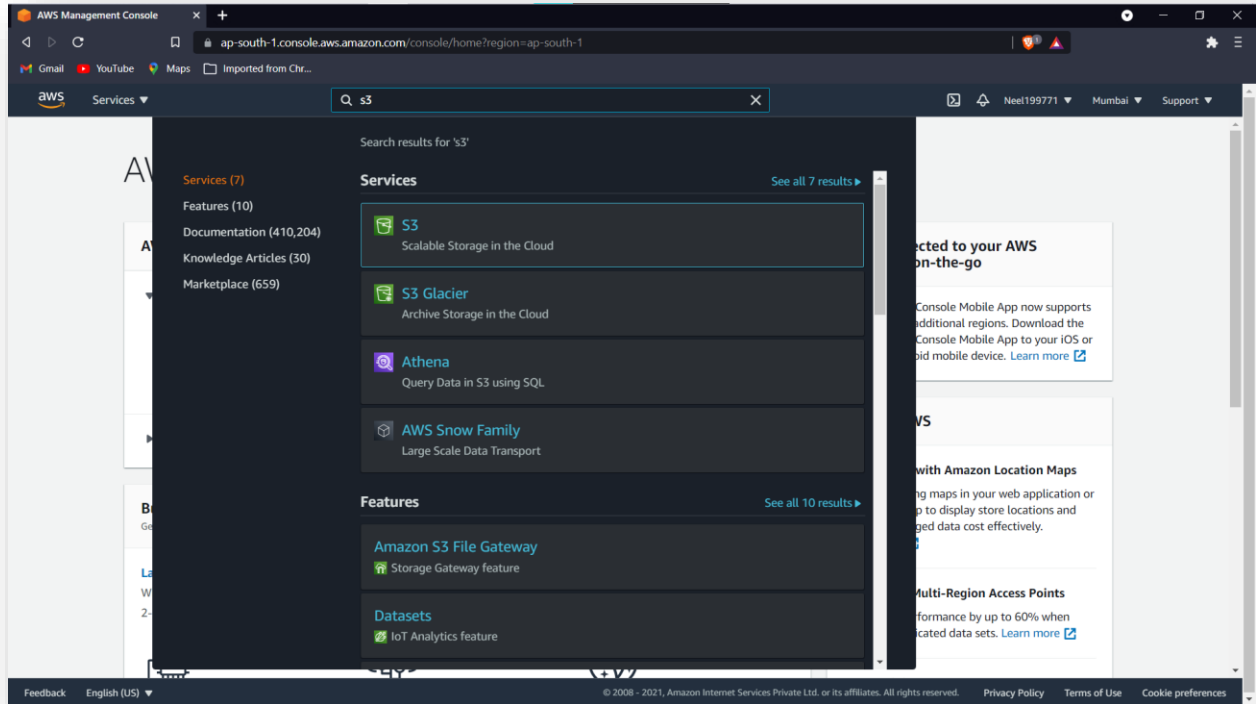 AWS Management Console
ap-south-1.console.aws.amazon.com/console/home?region=ap-south-1
Gmail YouTube Maps Imported from Chr...
aws Services s3 Neel199771 Mumbai Support
Search results for 's3'
Services (7)
Features (10)
Documentation (410,204)
Knowledge Articles (30)
Marketplace (659)
Services See all 7 results
S3
Scalable Storage in the Cloud
S3 Glacier
Archive Storage in the Cloud
Athena
Query Data in S3 using SQL
AWS Snow Family
Large Scale Data Transport
Features See all 10 results
Amazon S3 File Gateway
Storage Gateway feature
Datasets
IoT Analytics feature
ected to your AWS
on-the-go
Console Mobile App now supports
additional regions. Download the
Console Mobile App to your iOS or
oid mobile device. Learn more
WS
with Amazon Location Maps
ng maps in your web application or
p to display store locations and
ged data cost effectively.
Multi-Region Access Points
formance by up to 60% when
icated data sets. Learn more
Feedback English (US) © 2008 - 2021, Amazon Internet Services Private Ltd. or its affiliates. All rights reserved. Privacy Policy Terms of Use Cookie preferences